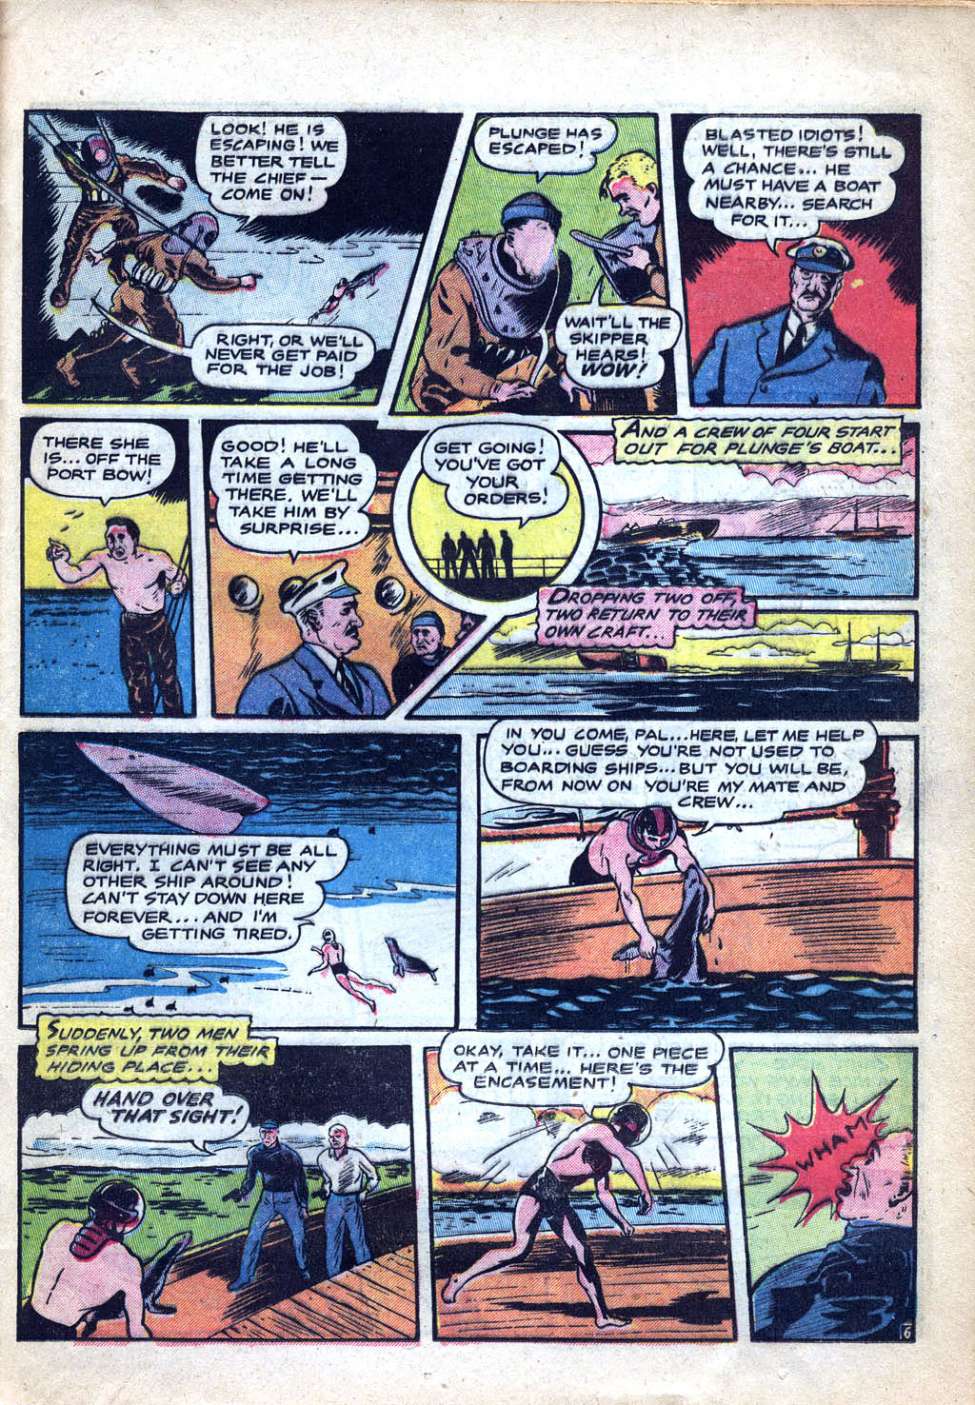 LOOK! HE IS
ESCAPING! WE
BETTER TELL
THE CHIEF—
COME ON!
RIGHT, OR WE'LL
NEVER GET PAID
FOR THE JOB!
PLUNGE HAS
ESCAPED!
WAIT'LL THE
SKIPPER
HEARS!
WOW!
BLASTED IDIOTS!
WELL, THERE'S STILL
A CHANCE... HE
MUST HAVE A BOAT
NEARBY... SEARCH
FOR IT...
THERE SHE
IS... OFF THE
PORT BOW!
GOOD! HE'LL
TAKE A LONG
TIME GETTING
THERE. WE'LL
TAKE HIM BY
SURPRISE...
GET GOING!
YOU'VE GOT
YOUR
ORDERS!
AND A CREW OF FOUR START
OUT FOR PLUNGE'S BOAT...
DROPPING TWO OFF,
TWO RETURN TO THEIR
OWN CRAFT...
EVERYTHING MUST BE ALL
RIGHT. I CAN'T SEE ANY
OTHER SHIP AROUND!
CAN'T STAY DOWN HERE
FOREVER... AND I'M
GETTING TIRED.
IN YOU COME, PAL...HERE, LET ME HELP
YOU... GUESS YOU'RE NOT USED TO
BOARDING SHIPS... BUT YOU WILL BE,
FROM NOW ON YOU'RE MY MATE AND
CREW...
SUDDENLY, TWO MEN
SPRING UP FROM THEIR
HIDING PLACE...
HAND OVER
THAT SIGHT!
OKAY, TAKE IT... ONE PIECE
AT A TIME... HERE'S THE
ENCASEMENT!
WHAM
6